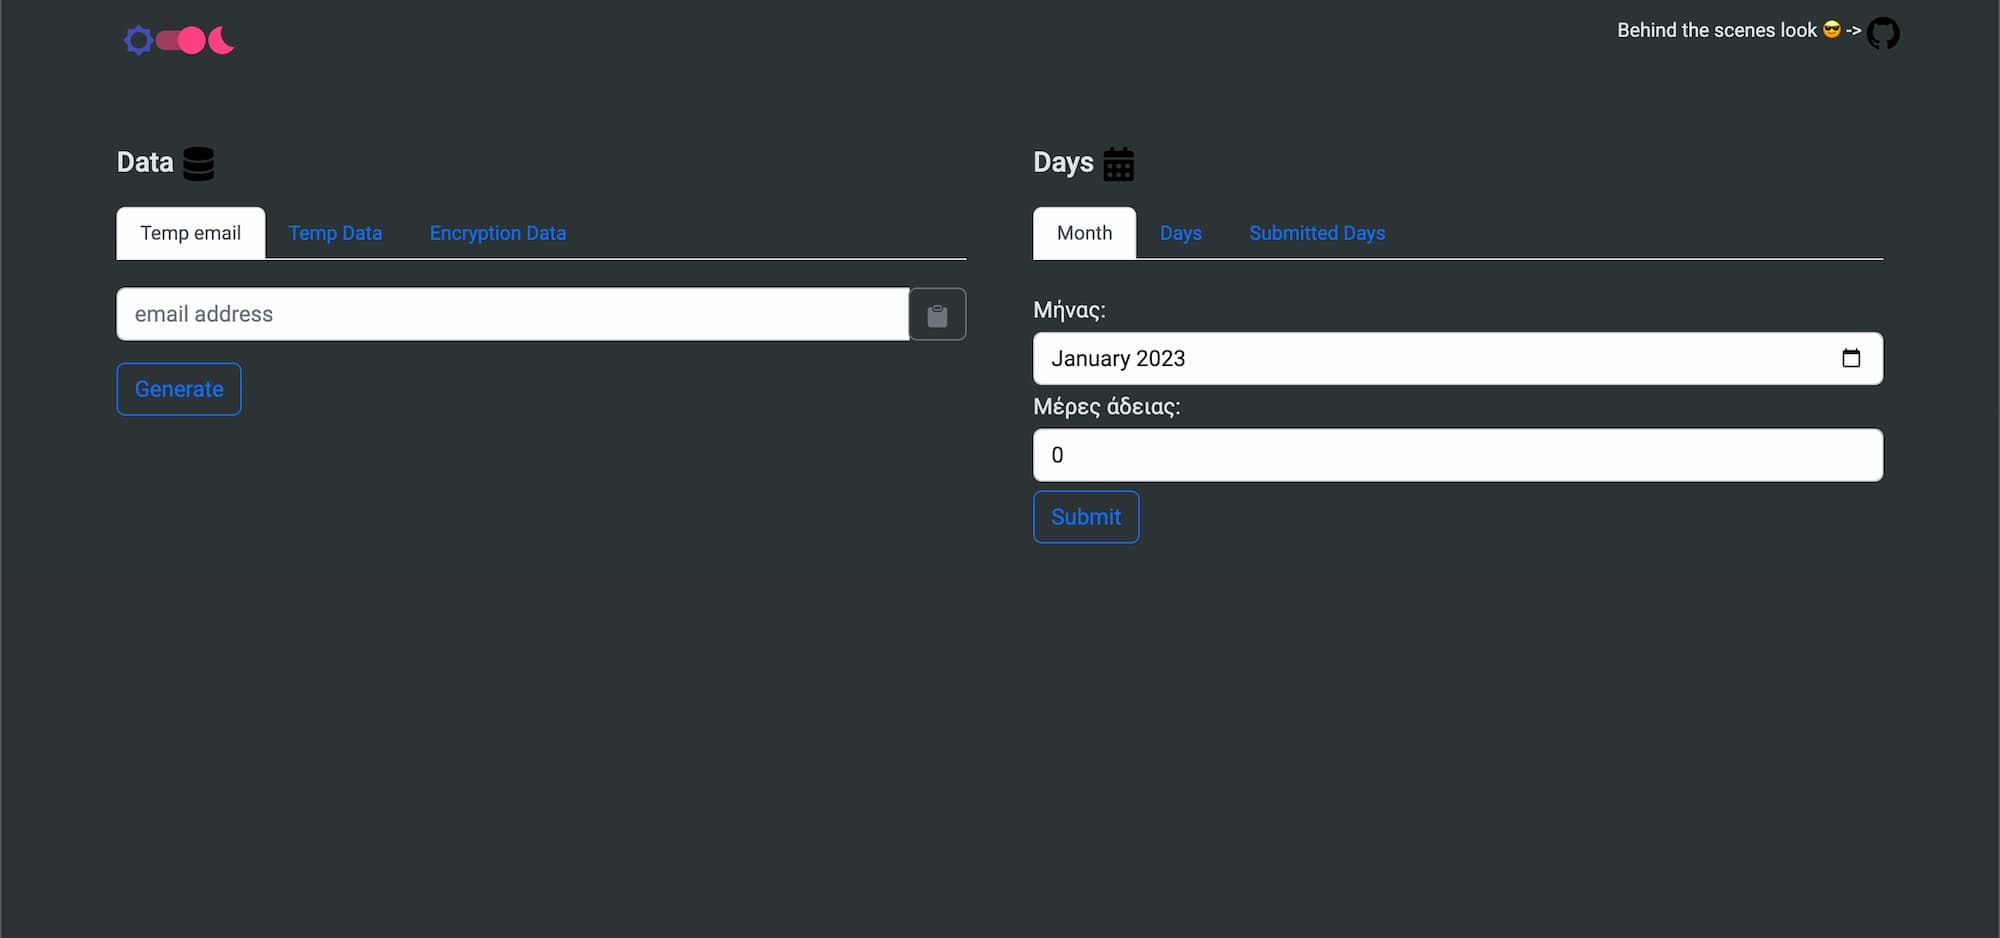 Behind the scenes look 😎 ->
Data
Temp email Temp Data Encryption Data
email address
Generate
Days
Month Days Submitted Days
Μήνας:
January 2023
Μέρες άδειας:
0
Submit